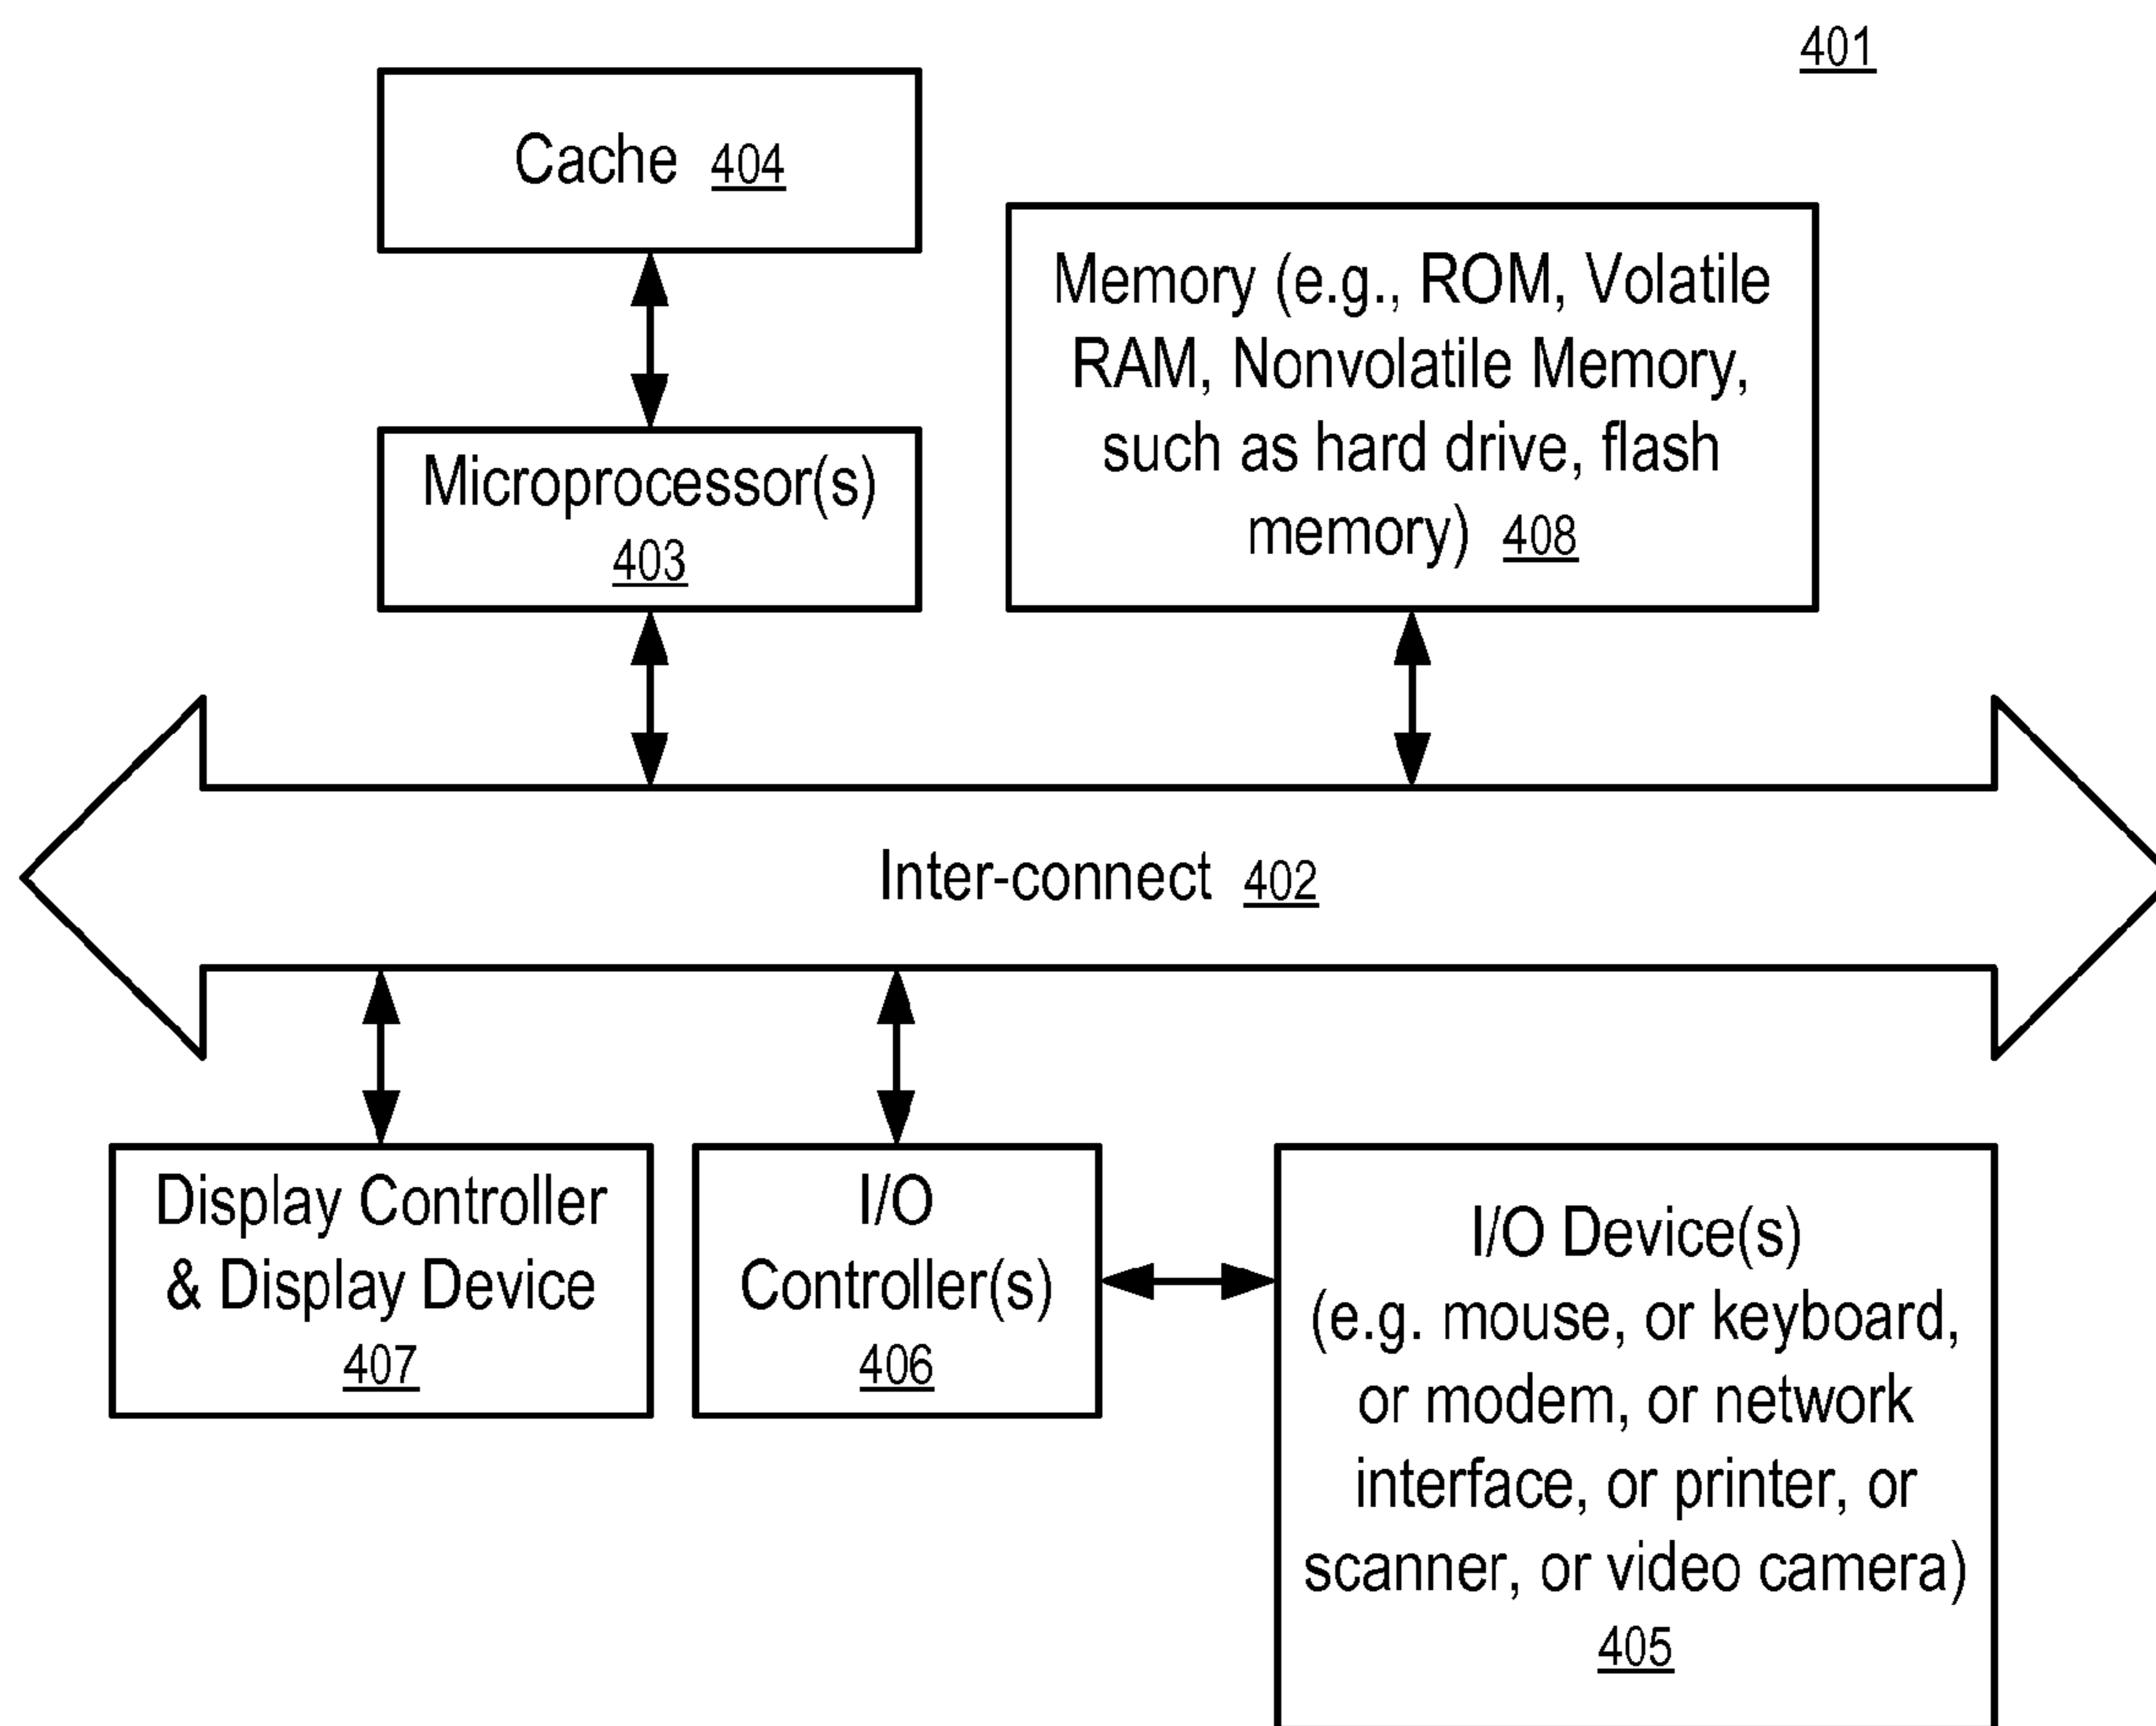 401
Cache 404
Memory (e.g., ROM, Volatile
RAM, Nonvolatile Memory,
such as hard drive, flash
memory) 408
Microprocessor(s)
403
Inter-connect 402
Display Controller
& Display Device
407
I/O
Controller(s)
406
I/O Device(s)
(e.g. mouse, or keyboard,
or modem, or network
interface, or printer, or
scanner, or video camera)
405